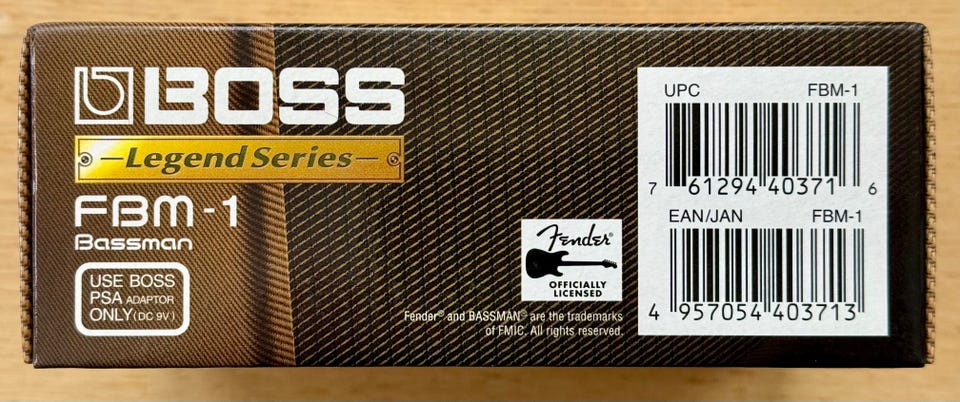 BOSS
Legend Series
FBM-1
Bassman
USE BOSS
PSA ADAPTOR
ONLY (DC 9V)
Fender®
OFFICIALLY
LICENSED
Fender® and BASSMAN® are the trademarks
of FMIC. All rights reserved.
UPC FBM-1
7 61294 40371 6
EAN/JAN FBM-1
4 957054 403713